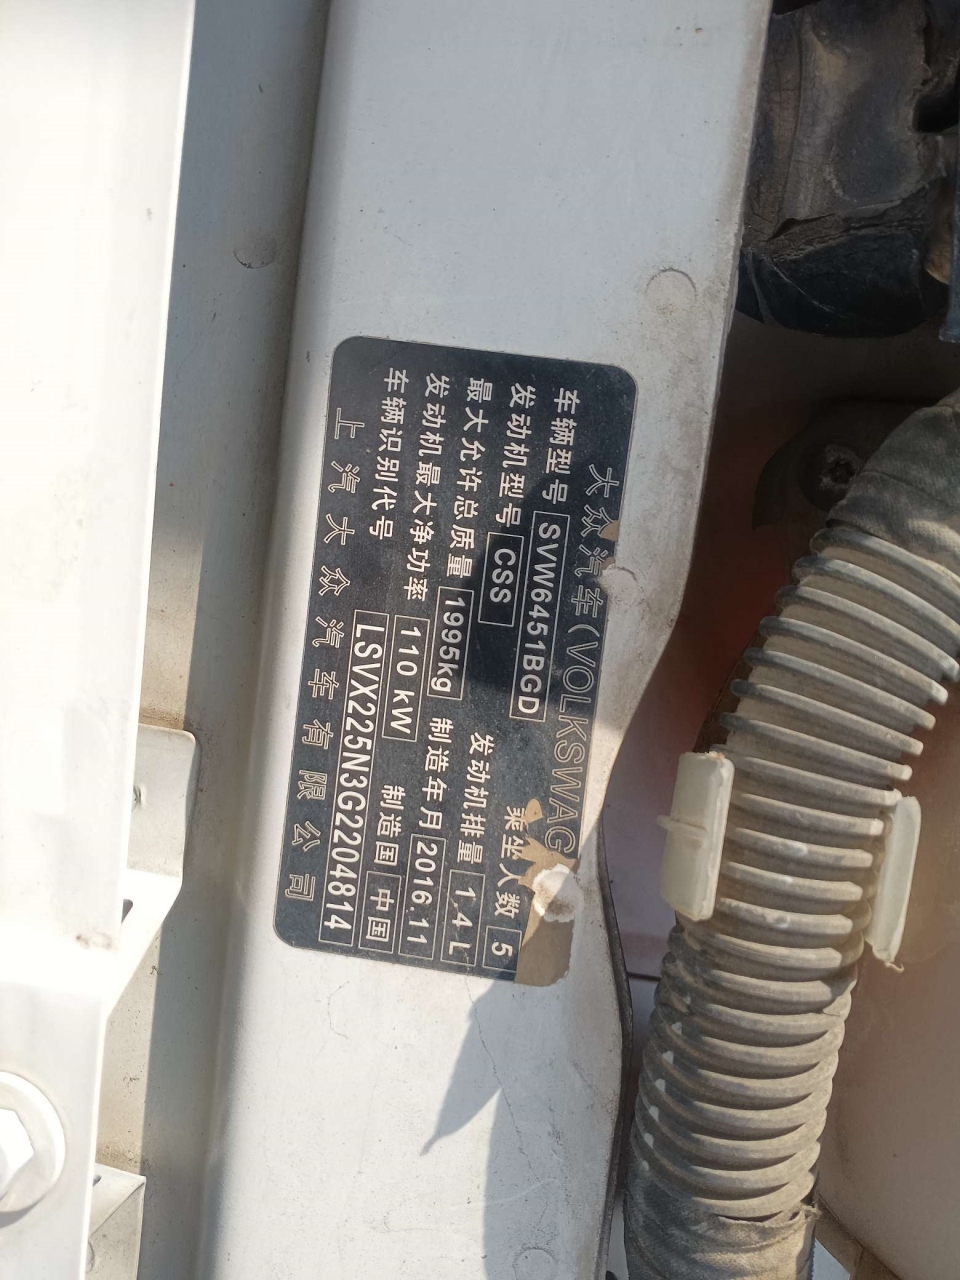 大众汽车(VOLKSWAG
车辆型号 SVW6451BGD 乘坐人数 5
发动机型号 CSS 发动机排量 1.4 L
最大允许总质量 1995kg 制造年月 2016.11
发动机最大净功率 110 kW 制造国 中国
车辆识别代号 LSVX225N3G2204814
上汽大众汽车有限公司